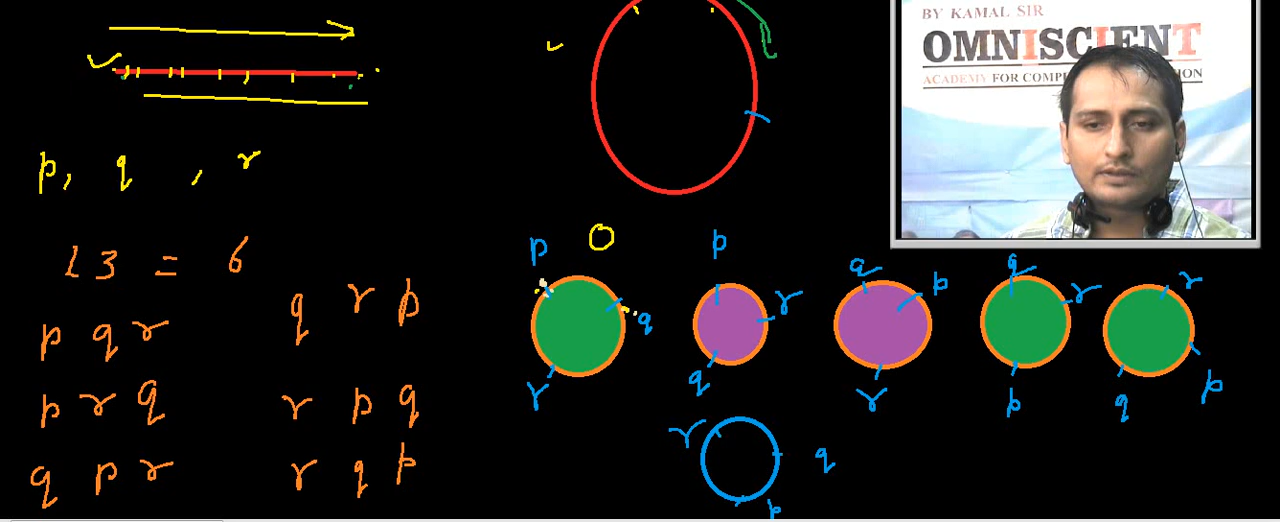 BY KAMAL SIR
OMNISCIENT
ACADEMY FOR COMP
p, q , r
L3 = 6
p q r
q r p
p r q
r p q
q p r
r q p
p
q
r
p
r
q
q
p
r
q
r
p
r
p
q
r
q
p